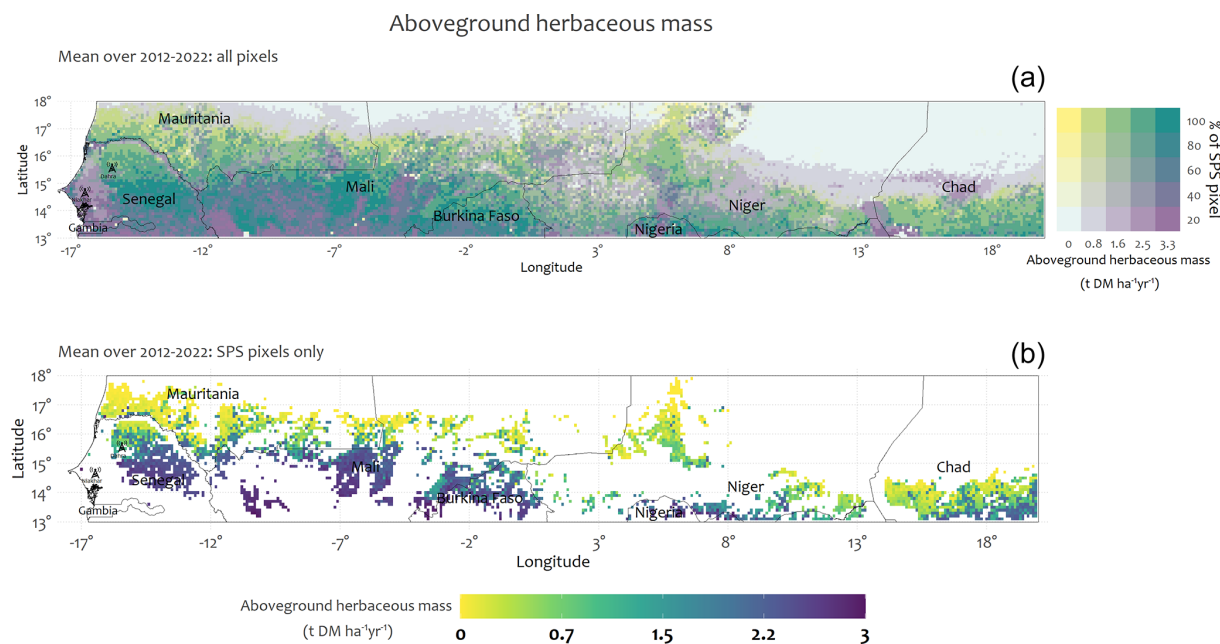 Aboveground herbaceous mass
Mean over 2012-2022: all pixels
(a)
18°
17°
16°
15°
14°
13°
Latitude
Mauritania
Dahra
Senegal
Gambia
Mali
Burkina Faso
Niger
Nigeria
Chad
-17 -12 -7 -2 3° 8° 13° 18°
Longitude
100
80
60
40
20
% of SPS pixel
0 0.8 1.6 2.5 3.3
Aboveground herbaceous mass
(t DM ha⁻¹yr⁻¹)
Mean over 2012-2022: SPS pixels only
(b)
18°
17°
16°
15°
14°
13°
Latitude
Mauritania
Senegal
Niakhar
Gambia
Mali
Burkina Faso
Niger
Nigeria
Chad
-17 -12 -7 -2 3° 8° 13 18°
Longitude
Aboveground herbaceous mass
(t DM ha⁻¹yr⁻¹)
0 0.7 1.5 2.2 3